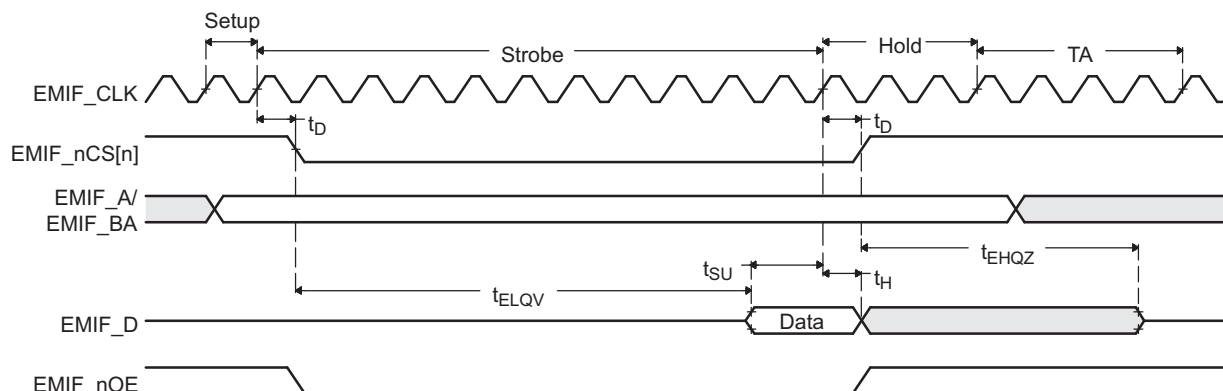 Setup
Strobe
Hold
TA
EMIF_CLK
tD
tD
EMIF_nCS[n]
EMIF_A/
EMIF_BA
tSU
tH
tEHQZ
tELQV
EMIF_D
Data
EMIF_nOE